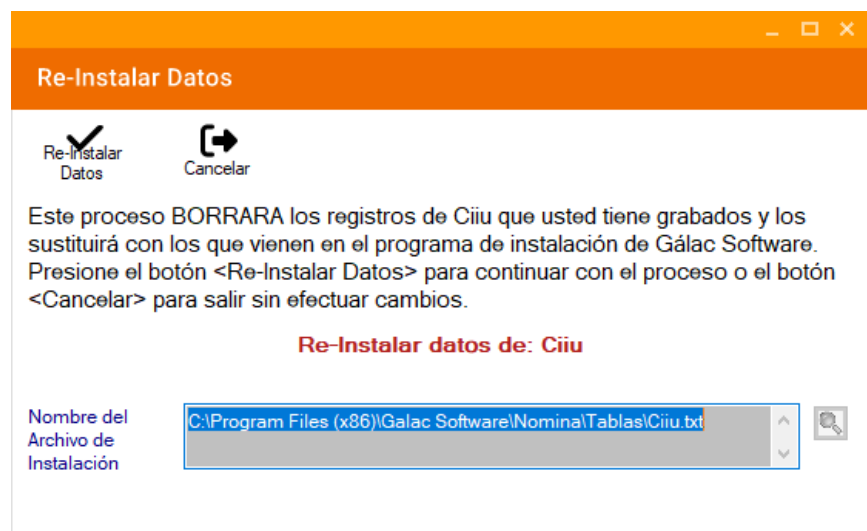 Re-Instalar Datos
Re-Instalar
Datos
Cancelar
Este proceso BORRARA los registros de Ciiu que usted tiene grabados y los
sustituirá con los que vienen en el programa de instalación de Gálac Software.
Presione el botón <Re-Instalar Datos> para continuar con el proceso o el botón
<Cancelar> para salir sin efectuar cambios.
Re-Instalar datos de: Ciiu
Nombre del
Archivo de
Instalación
C:\Program Files (x86)\Galac Software\Nomina\Tablas\Ciiu.txt